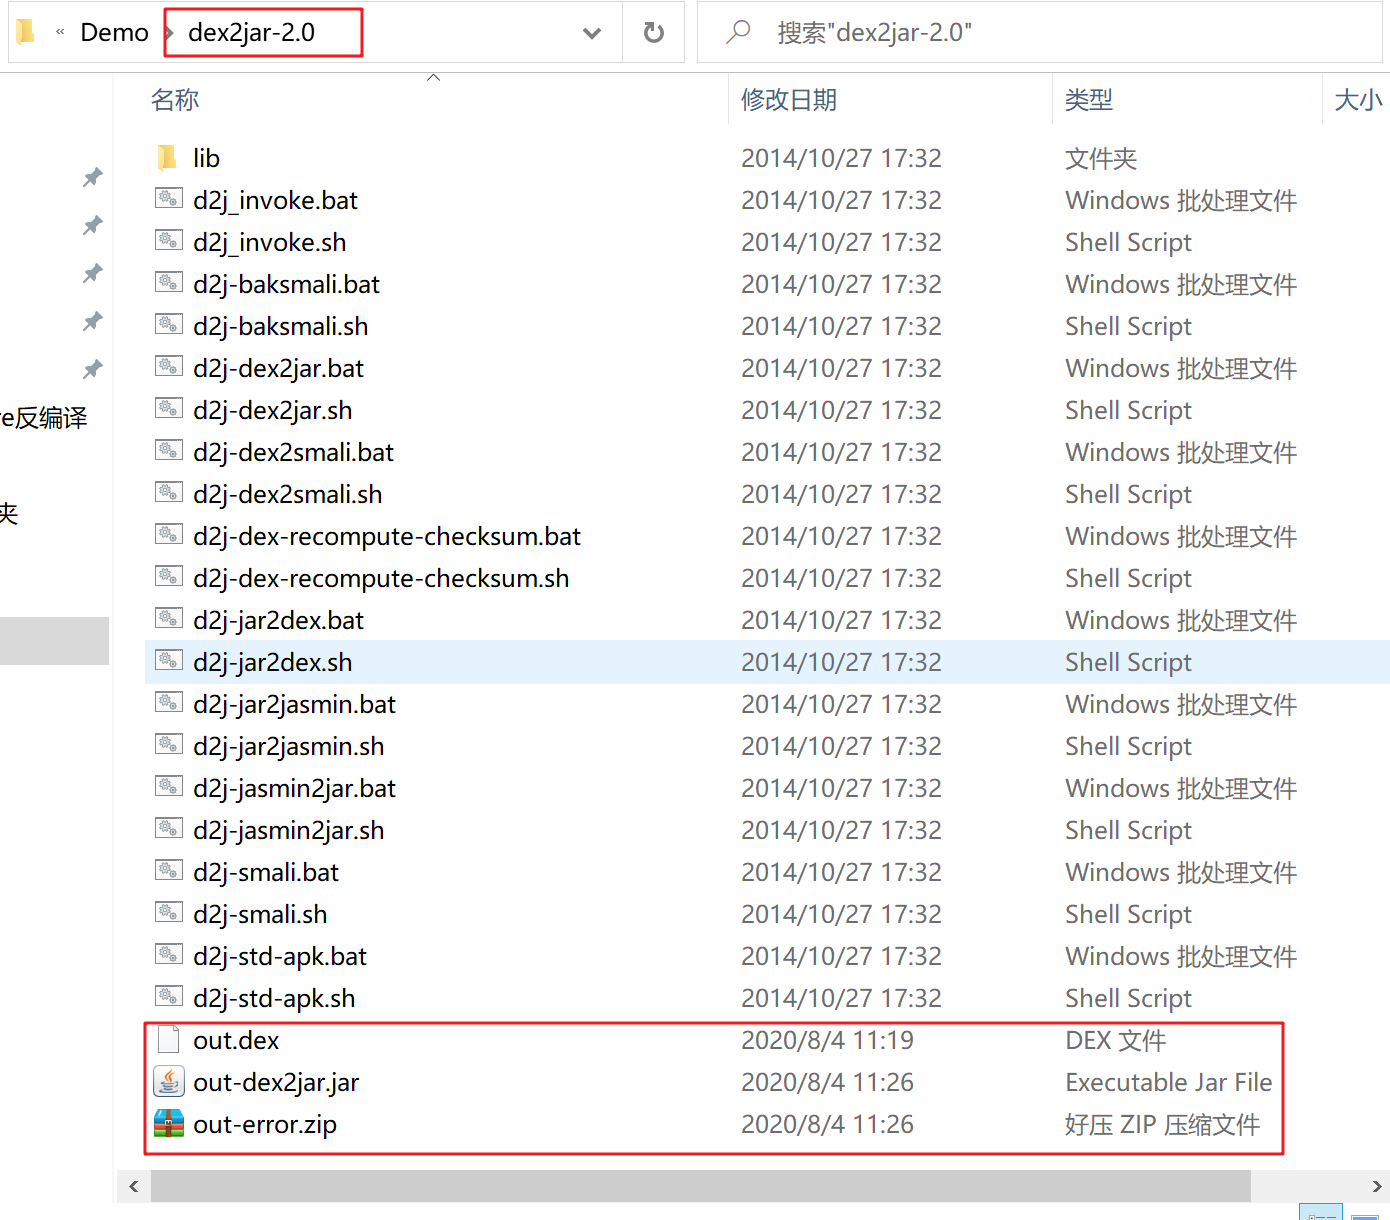 « Demo › dex2jar-2.0 搜索"dex2jar-2.0"
名称 修改日期 类型 大小
lib 2014/10/27 17:32 文件夹
d2j_invoke.bat 2014/10/27 17:32 Windows 批处理文件
d2j_invoke.sh 2014/10/27 17:32 Shell Script
d2j-baksmali.bat 2014/10/27 17:32 Windows 批处理文件
d2j-baksmali.sh 2014/10/27 17:32 Shell Script
d2j-dex2jar.bat 2014/10/27 17:32 Windows 批处理文件
d2j-dex2jar.sh 2014/10/27 17:32 Shell Script
re反编译
d2j-dex2smali.bat 2014/10/27 17:32 Windows 批处理文件
d2j-dex2smali.sh 2014/10/27 17:32 Shell Script
夹
d2j-dex-recompute-checksum.bat 2014/10/27 17:32 Windows 批处理文件
d2j-dex-recompute-checksum.sh 2014/10/27 17:32 Shell Script
d2j-jar2dex.bat 2014/10/27 17:32 Windows 批处理文件
d2j-jar2dex.sh 2014/10/27 17:32 Shell Script
d2j-jar2jasmin.bat 2014/10/27 17:32 Windows 批处理文件
d2j-jar2jasmin.sh 2014/10/27 17:32 Shell Script
d2j-jasmin2jar.bat 2014/10/27 17:32 Windows 批处理文件
d2j-jasmin2jar.sh 2014/10/27 17:32 Shell Script
d2j-smali.bat 2014/10/27 17:32 Windows 批处理文件
d2j-smali.sh 2014/10/27 17:32 Shell Script
d2j-std-apk.bat 2014/10/27 17:32 Windows 批处理文件
d2j-std-apk.sh 2014/10/27 17:32 Shell Script
out.dex 2020/8/4 11:19 DEX 文件
out-dex2jar.jar 2020/8/4 11:26 Executable Jar File
out-error.zip 2020/8/4 11:26 好压 ZIP 压缩文件